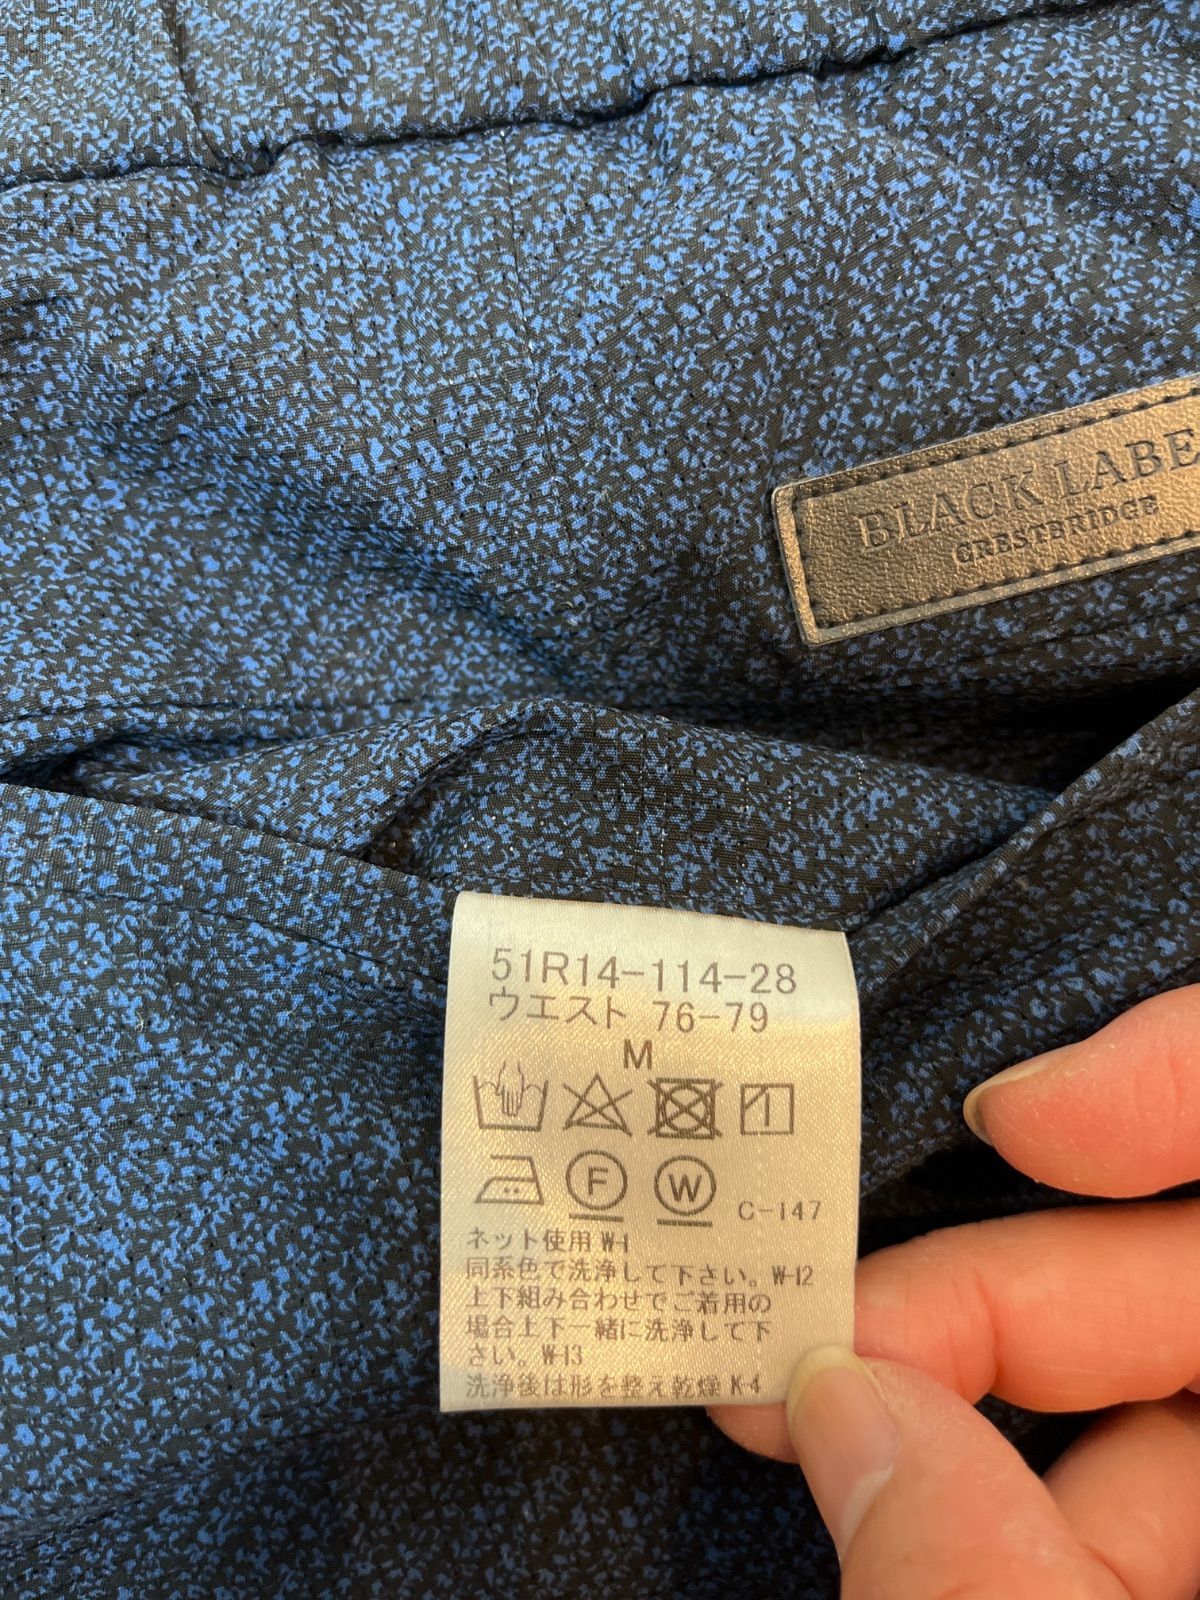 BLACK LABE
CRESTBRIDGE
51R14-114-28
ウエスト 76-79
M
F W C-147
ネット使用 W-1
同系色で洗浄して下さい。W-12
上下組み合わせでご着用の
場合上下一緒に洗浄して下
さい。W-13
洗浄後は形を整え乾燥 K-4